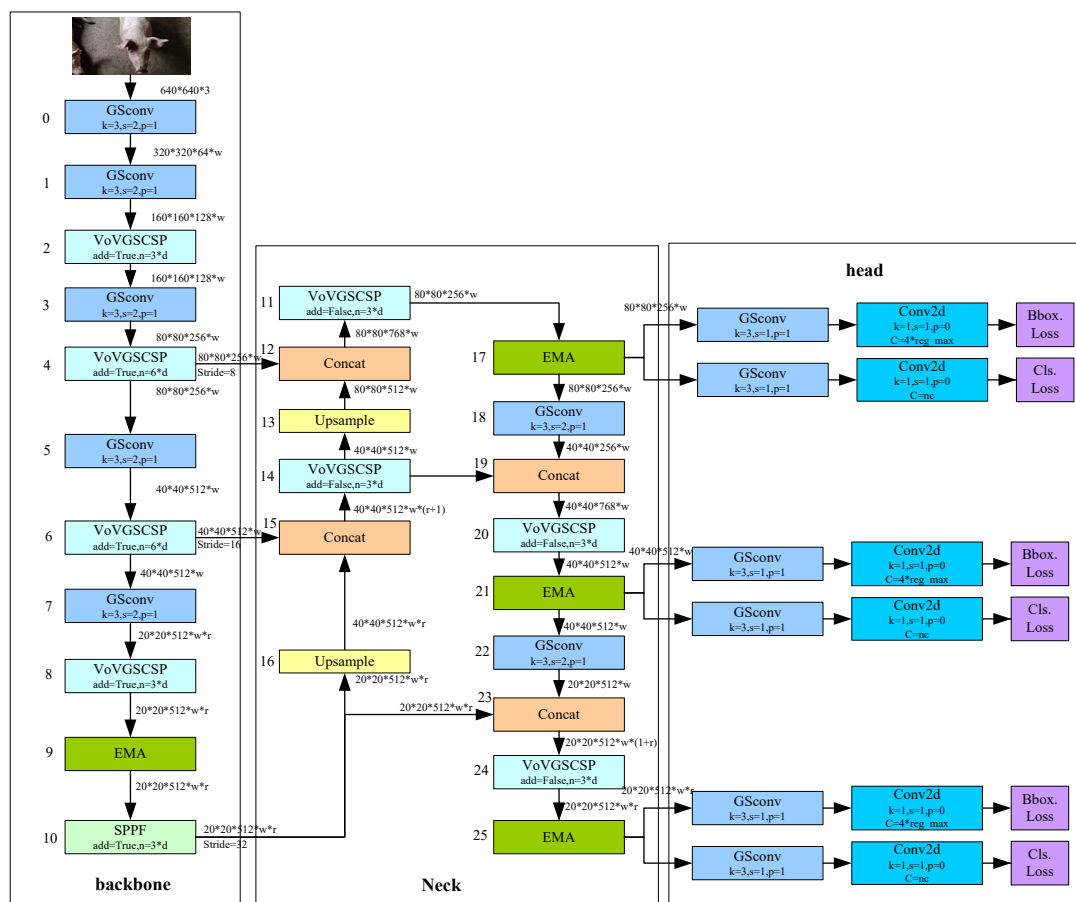 640*640*3
0
GSconv
k=3,s=2,p=1
320*320*64*w
1
GSconv
k=3,s=2,p=1
160*160*128*w
2
VoVGSCSP
add=True,n=3*d
160*160*128*w
3
GSconv
k=3,s=2,p=1
80*80*256*w
4
VoVGSCSP
add=True,n=6*d
80*80*256*w
Stride=8
80*80*256*w
5
GSconv
k=3,s=2,p=1
40*40*512*w
6
VoVGSCSP
add=True,n=6*d
40*40*512*w
Stride=16
40*40*512*w
7
GSconv
k=3,s=2,p=1
20*20*512*w*r
8
VoVGSCSP
add=True,n=3*d
20*20*512*w*r
9
EMA
20*20*512*w*r
10
SPPF
add=True,n=3*d
20*20*512*w*r
Stride=32
backbone
11
VoVGSCSP
add=False,n=3*d
80*80*256*w
80*80*768*w
12
Concat
80*80*512*w
13
Upsample
40*40*512*w
14
VoVGSCSP
add=False,n=3*d
40*40*512*w*(r+1)
15
Concat
40*40*512*w*r
16
Upsample
20*20*512*w*r
20*20*512*w*r
17
EMA
80*80*256*w
18
GSconv
k=3,s=2,p=1
40*40*256*w
19
Concat
40*40*768*w
20
VoVGSCSP
add=False,n=3*d
40*40*512*w
21
EMA
40*40*512*w
22
GSconv
k=3,s=2,p=1
20*20*512*w
23
Concat
20*20*512*w*(1+r)
24
VoVGSCSP
add=False,n=3*d
20*20*512*w*r
25
EMA
Neck
head
80*80*256*w
GSconv
k=3,s=1,p=1
Conv2d
k=1,s=1,p=0
C=4*reg_max
Bbox.
Loss
GSconv
k=3,s=1,p=1
Conv2d
k=1,s=1,p=0
C=nc
Cls.
Loss
40*40*512*w
GSconv
k=3,s=1,p=1
Conv2d
k=1,s=1,p=0
C=4*reg_max
Bbox.
Loss
GSconv
k=3,s=1,p=1
Conv2d
k=1,s=1,p=0
C=nc
Cls.
Loss
20*20*512*w*r
GSconv
k=3,s=1,p=1
Conv2d
k=1,s=1,p=0
C=4*reg_max
Bbox.
Loss
GSconv
k=3,s=1,p=1
Conv2d
k=1,s=1,p=0
C=nc
Cls.
Loss